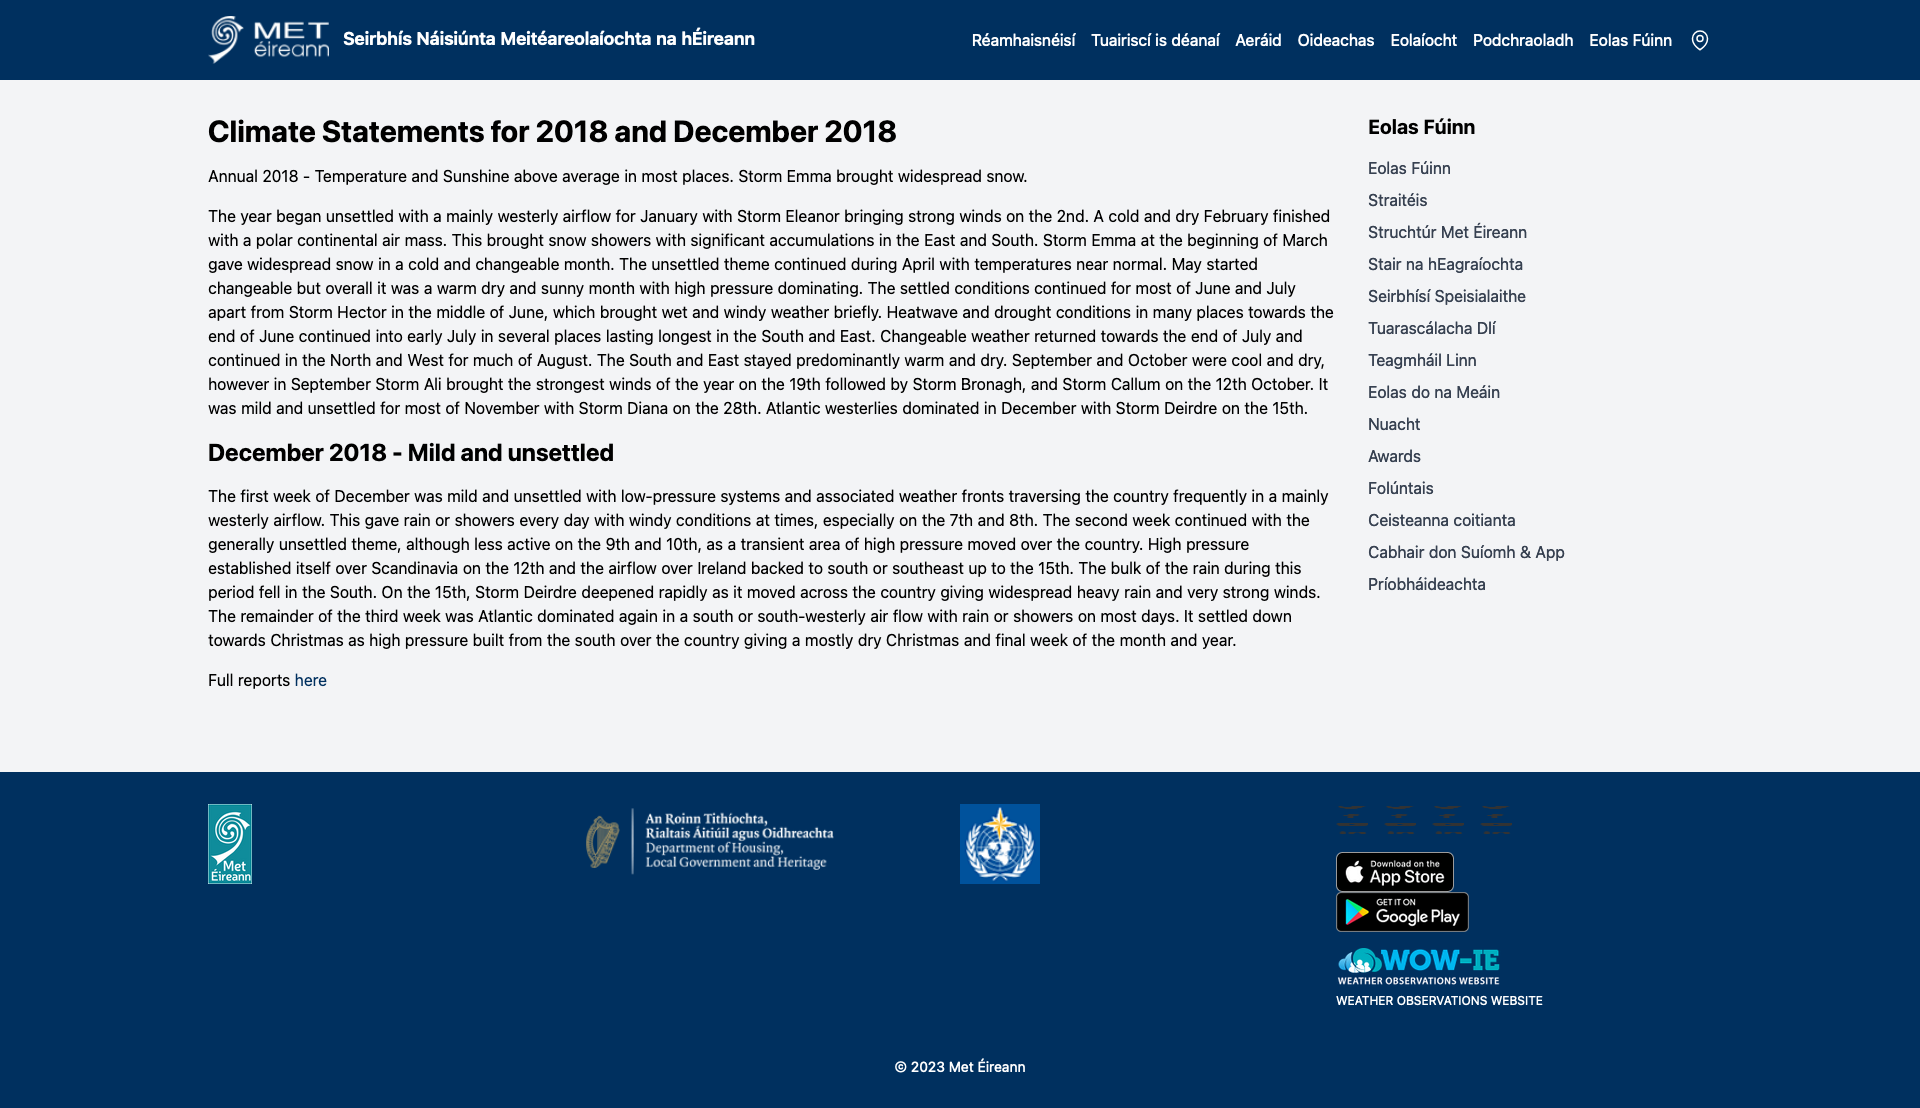 MET
éireann
Seirbhís Náisiúnta Meitéareolaíochta na hÉireann
Réamhaisnéisí Tuairiscí is déanaí Aeráid Oideachas Eolaíocht Podchraoladh Eolas Fúinn
Climate Statements for 2018 and December 2018
Annual 2018 - Temperature and Sunshine above average in most places. Storm Emma brought widespread snow.
The year began unsettled with a mainly westerly airflow for January with Storm Eleanor bringing strong winds on the 2nd. A cold and dry February finished
with a polar continental air mass. This brought snow showers with significant accumulations in the East and South. Storm Emma at the beginning of March
gave widespread snow in a cold and changeable month. The unsettled theme continued during April with temperatures near normal. May started
changeable but overall it was a warm dry and sunny month with high pressure dominating. The settled conditions continued for most of June and July
apart from Storm Hector in the middle of June, which brought wet and windy weather briefly. Heatwave and drought conditions in many places towards the
end of June continued into early July in several places lasting longest in the South and East. Changeable weather returned towards the end of July and
continued in the North and West for much of August. The South and East stayed predominantly warm and dry. September and October were cool and dry,
however in September Storm Ali brought the strongest winds of the year on the 19th followed by Storm Bronagh, and Storm Callum on the 12th October. It
was mild and unsettled for most of November with Storm Diana on the 28th. Atlantic westerlies dominated in December with Storm Deirdre on the 15th.
December 2018 - Mild and unsettled
The first week of December was mild and unsettled with low-pressure systems and associated weather fronts traversing the country frequently in a mainly
westerly airflow. This gave rain or showers every day with windy conditions at times, especially on the 7th and 8th. The second week continued with the
generally unsettled theme, although less active on the 9th and 10th, as a transient area of high pressure moved over the country. High pressure
established itself over Scandinavia on the 12th and the airflow over Ireland backed to south or southeast up to the 15th. The bulk of the rain during this
period fell in the South. On the 15th, Storm Deirdre deepened rapidly as it moved across the country giving widespread heavy rain and very strong winds.
The remainder of the third week was Atlantic dominated again in a south or south-westerly air flow with rain or showers on most days. It settled down
towards Christmas as high pressure built from the south over the country giving a mostly dry Christmas and final week of the month and year.
Full reports here
Eolas Fúinn
Eolas Fúinn
Straitéis
Struchtúr Met Éireann
Stair na hEagraíochta
Seirbhísí Speisialaithe
Tuarascálacha Dlí
Teagmháil Linn
Eolas do na Meáin
Nuacht
Awards
Folúntais
Ceisteanna coitianta
Cabhair don Suíomh & App
Príobháideachta
Met
Éireann
An Roinn Tithíochta,
Rialtais Áitiúil agus Oidhreachta
Department of Housing,
Local Government and Heritage
Download on the
App Store
GET IT ON
Google Play
WOW-IE
WEATHER OBSERVATIONS WEBSITE
WEATHER OBSERVATIONS WEBSITE
© 2023 Met Éireann